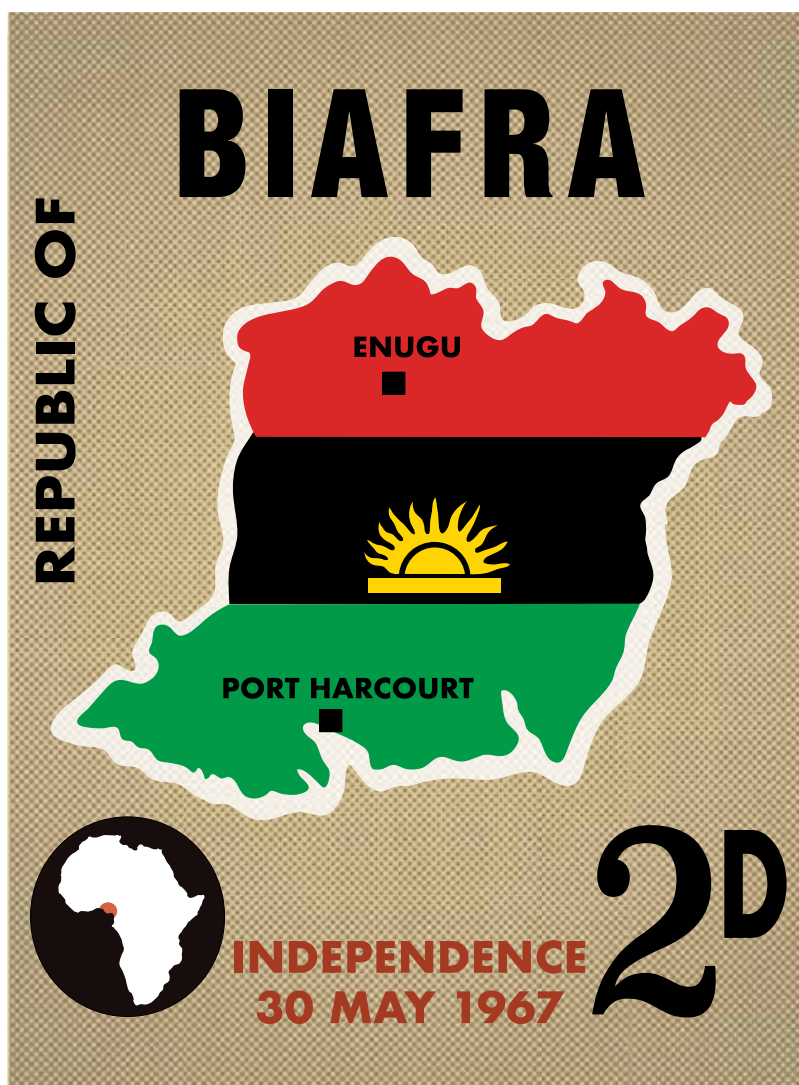 BIAFRA
REPUBLIC OF
ENUGU
PORT HARCOURT
INDEPENDENCE
30 MAY 1967
2D